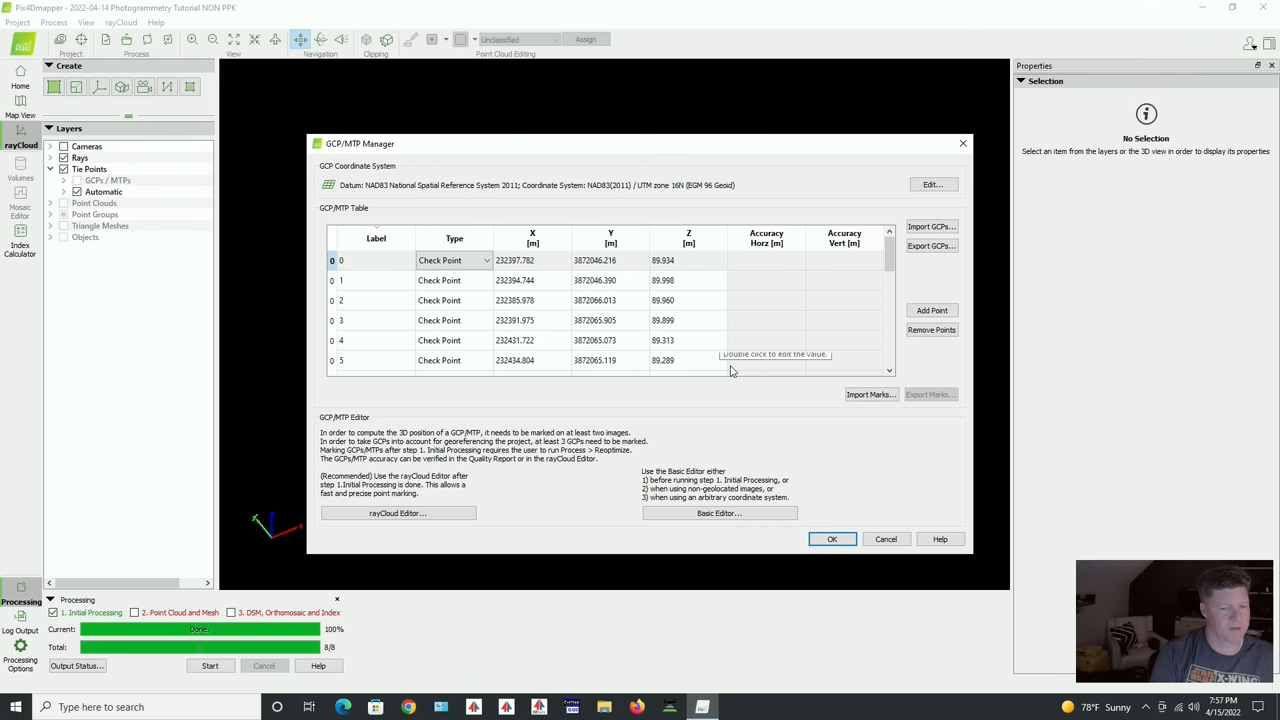 Pix4Dmapper - 2022-04-14 Photogrammetry Tutorial NON PPK
Project Process View rayCloud Help
Project Process View Navigation Clipping Unclassified Assign Point Cloud Editing
Home
Map View
rayCloud
Volumes
Mosaic Editor
Index Calculator
Create
Layers
Cameras
Rays
Tie Points
GCPs / MTPs
Automatic
Point Clouds
Point Groups
Triangle Meshes
Objects
GCP/MTP Manager
GCP Coordinate System
Datum: NAD83 National Spatial Reference System 2011; Coordinate System: NAD83(2011) / UTM zone 16N (EGM 96 Geoid)
Edit...
GCP/MTP Table
Label Type X [m] Y [m] Z [m] Accuracy Horz [m] Accuracy Vert [m]
0 0 Check Point 232397.782 3872046.216 89.934
0 1 Check Point 232394.744 3872046.390 89.998
0 2 Check Point 232385.978 3872066.013 89.960
0 3 Check Point 232391.975 3872065.905 89.899
0 4 Check Point 232431.722 3872065.073 89.313
0 5 Check Point 232434.804 3872065.119 89.289
Double click to edit the value.
Import GCPs...
Export GCPs...
Add Point
Remove Points
Import Marks... Export Marks...
GCP/MTP Editor
In order to compute the 3D position of a GCP/MTP, it needs to be marked on at least two images.
In order to take GCPs into account for georeferencing the project, at least 3 GCPs need to be marked.
Marking GCPs/MTPs after step 1. Initial Processing requires the user to run Process > Reoptimize.
The GCPs/MTP accuracy can be verified in the Quality Report or in the rayCloud Editor.
(Recommended) Use the rayCloud Editor after
step 1.Initial Processing is done. This allows a
fast and precise point marking.
rayCloud Editor...
Use the Basic Editor either
1) before running step 1. Initial Processing, or
2) when using non-geolocated images, or
3) when using an arbitrary coordinate system.
Basic Editor...
OK Cancel Help
Properties
Selection
No Selection
Select an item from the layers or the 3D view in order to display its properties
Processing
Log Output
Processing Options
Processing
1. Initial Processing 2. Point Cloud and Mesh 3. DSM, Orthomosaic and Index
Current: Done. 100%
Total: 8/8
Output Status... Start Cancel Help
Type here to search
78°F Sunny
7:57 PM
4/15/2022